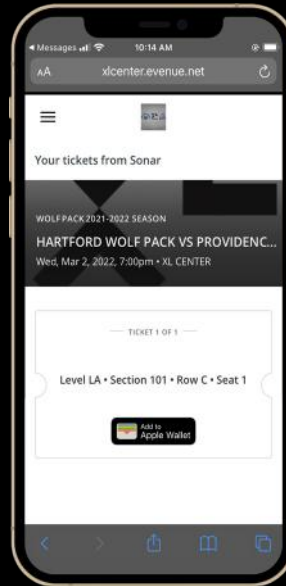 Messages
10:14 AM
AA
xlcenter.evenue.net
Your tickets from Sonar
WOLF PACK 2021-2022 SEASON
HARTFORD WOLF PACK VS PROVIDENC...
Wed, Mar 2, 2022, 7:00pm • XL CENTER
TICKET 1 OF 1
Level LA • Section 101 • Row C • Seat 1
Add to
Apple Wallet